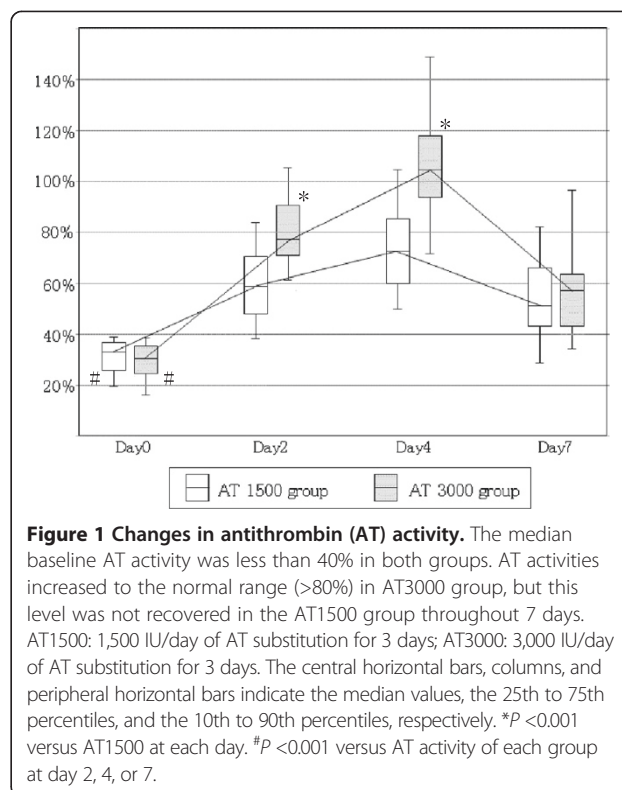 140%
120%
*
*
100%
80%
60%
40%
20%
# #
Day0 Day2 Day4 Day7
AT 1500 group AT 3000 group
Figure 1 Changes in antithrombin (AT) activity. The median
baseline AT activity was less than 40% in both groups. AT activities
increased to the normal range (>80%) in AT3000 group, but this
level was not recovered in the AT1500 group throughout 7 days.
AT1500: 1,500 IU/day of AT substitution for 3 days; AT3000: 3,000 IU/day
of AT substitution for 3 days. The central horizontal bars, columns, and
peripheral horizontal bars indicate the median values, the 25th to 75th
percentiles, and the 10th to 90th percentiles, respectively. *P <0.001
versus AT1500 at each day. #P <0.001 versus AT activity of each group
at day 2, 4, or 7.